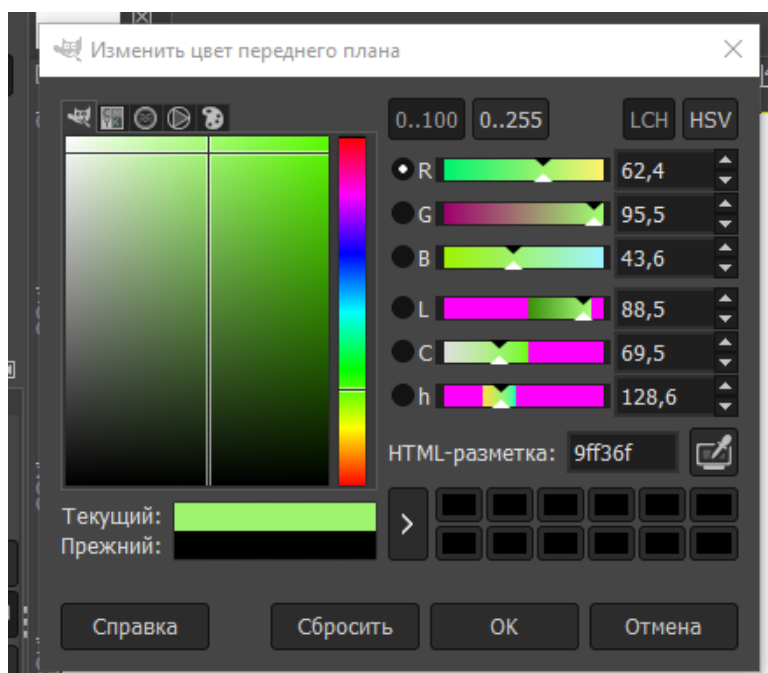 Изменить цвет переднего плана
0..100 0..255 LCH HSV
R 62,4
G 95,5
B 43,6
L 88,5
C 69,5
h 128,6
HTML-разметка: 9ff36f
Текущий:
Прежний:
Справка Сбросить OK Отмена